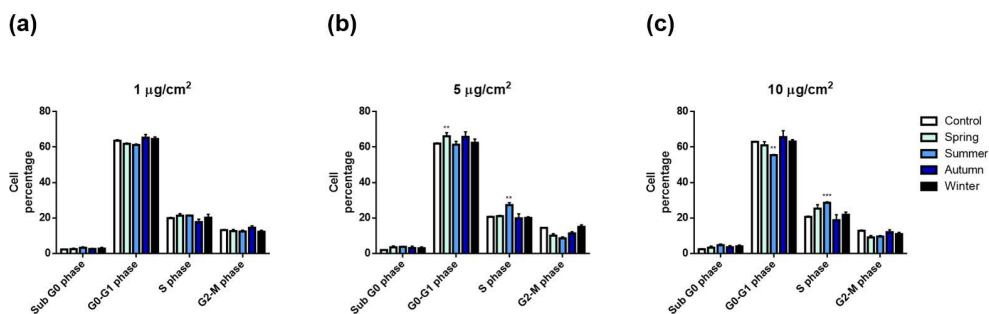 (a)
(b)
(c)
1 µg/cm²
Cell
percentage
80
60
40
20
0
Sub G0 phase
G0-G1 phase
S phase
G2-M phase
5 µg/cm²
Cell
percentage
80
60
40
20
0
**
**
Sub G0 phase
G0-G1 phase
S phase
G2-M phase
10 µg/cm²
Cell
percentage
80
60
40
20
0
**
***
Sub G0 phase
G0-G1 phase
S phase
G2-M phase
Control
Spring
Summer
Autumn
Winter